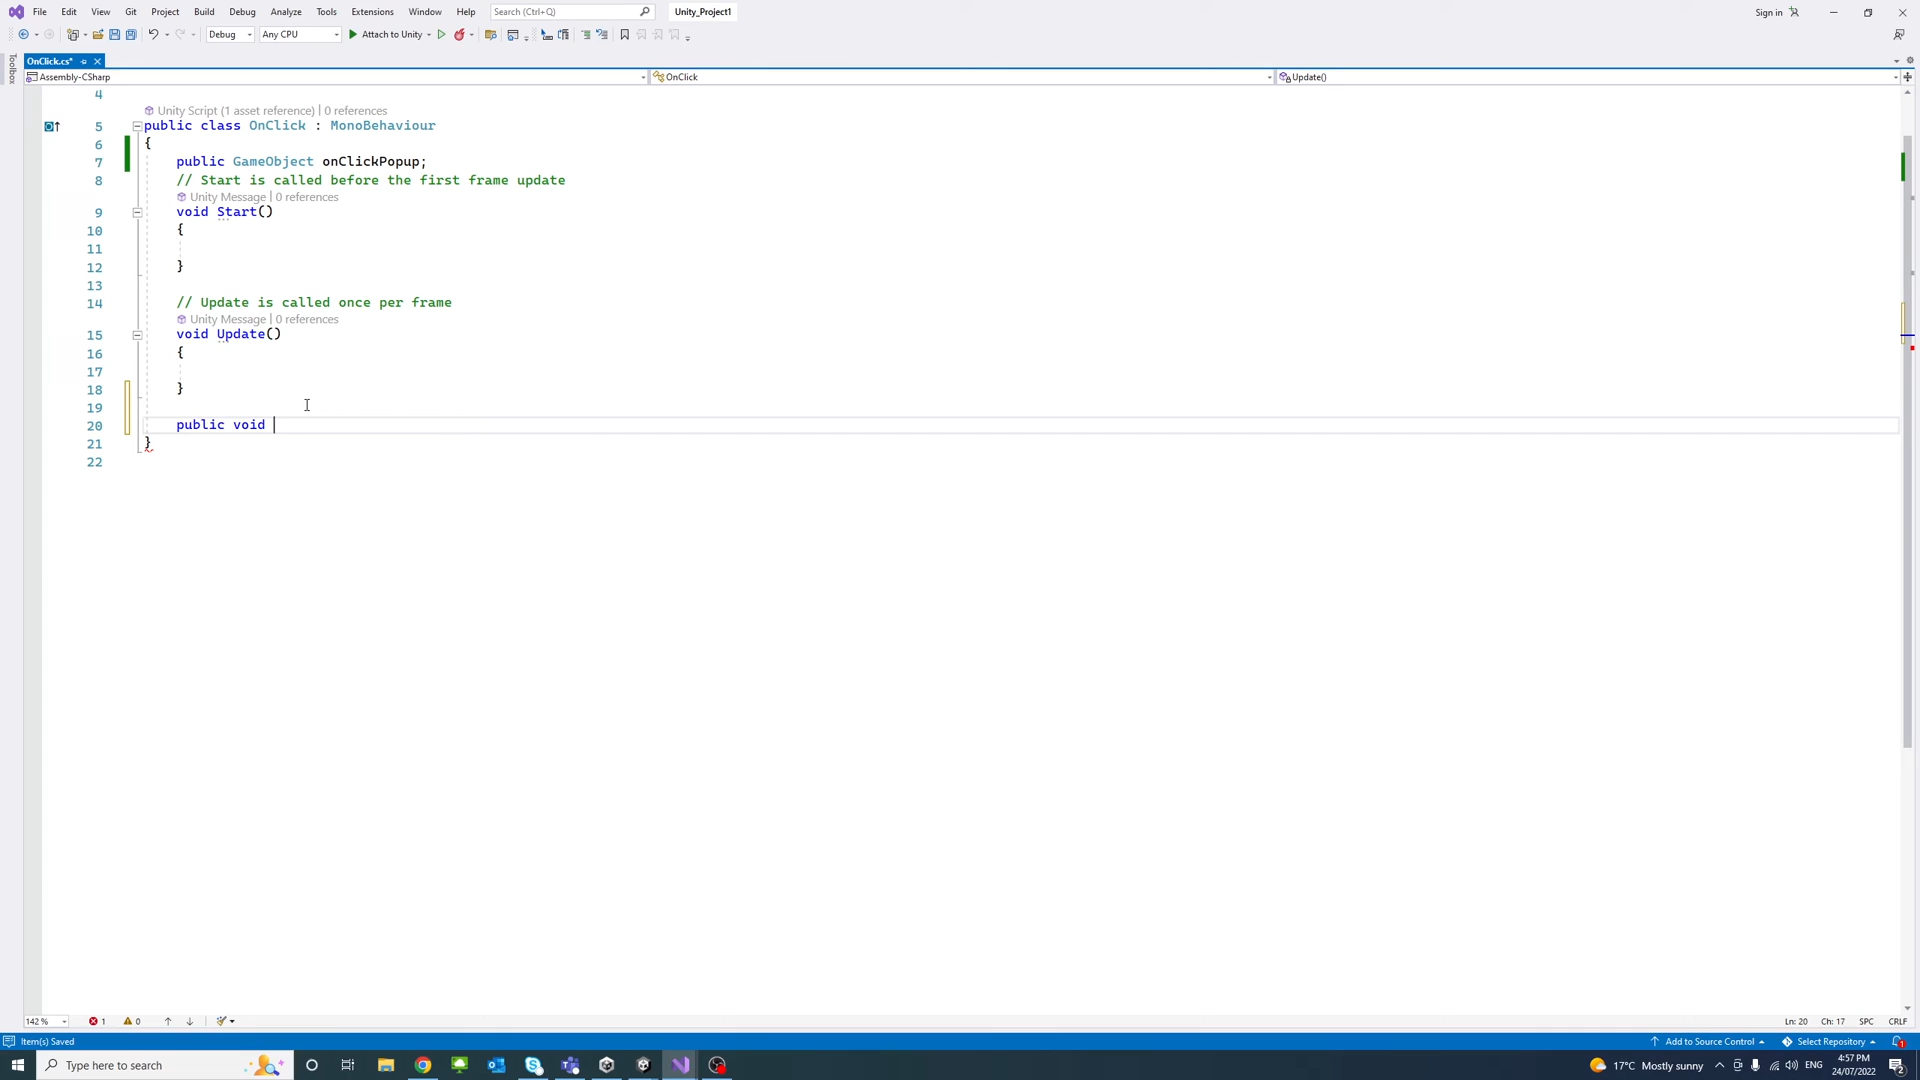 File Edit View Git Project Build Debug Analyze Tools Extensions Window Help Search (Ctrl+Q) Unity_Project1 Sign in
Debug Any CPU Attach to Unity
Toolbox
OnClick.cs*
Assembly-CSharp OnClick Update()
4
Unity Script (1 asset reference) | 0 references
5 public class OnClick : MonoBehaviour
6 {
7 public GameObject onClickPopup;
8 // Start is called before the first frame update
Unity Message | 0 references
9 void Start()
10 {
11
12 }
13
14 // Update is called once per frame
Unity Message | 0 references
15 void Update()
16 {
17
18 }
19
20 public void
21 }
22
142 % 1 0 Ln: 20 Ch: 17 SPC CRLF
Item(s) Saved Add to Source Control Select Repository 1
Type here to search 17°C Mostly sunny ENG 4:57 PM
24/07/2022 2